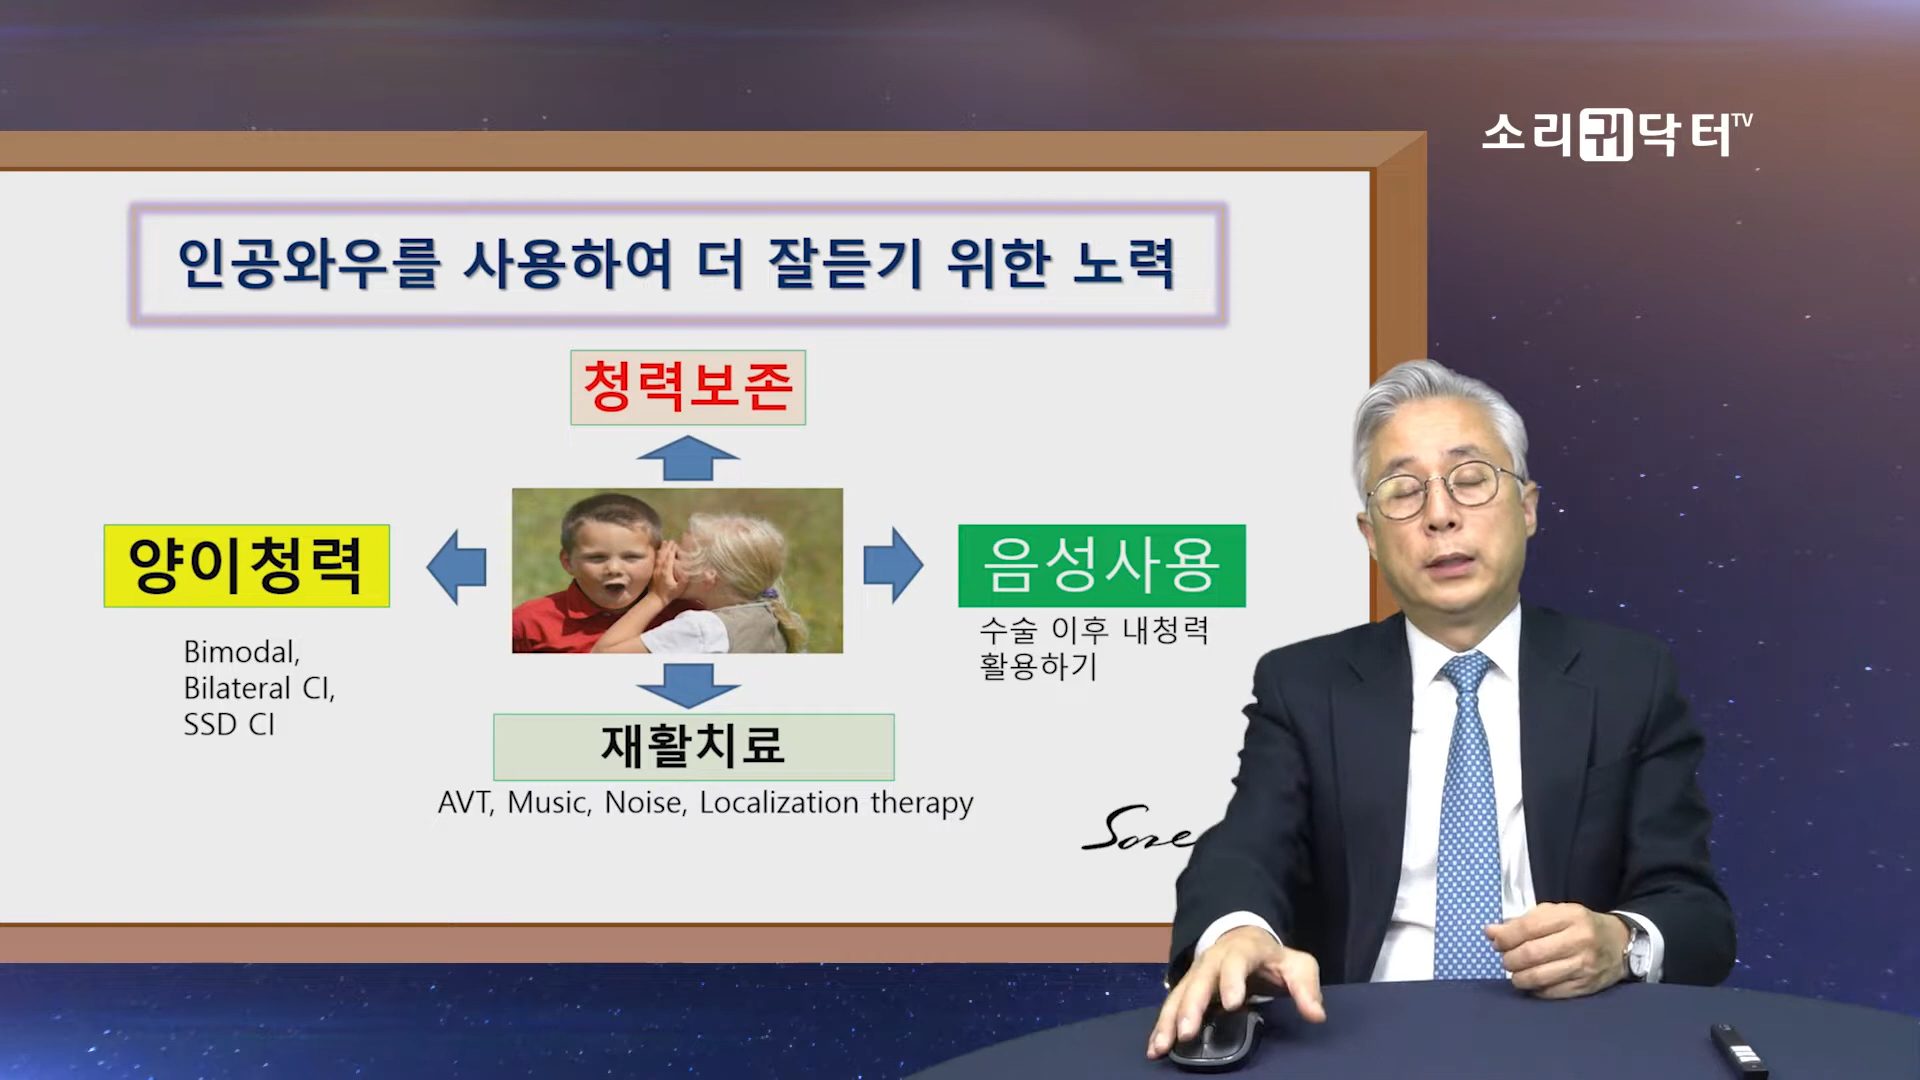 소리귀닥터TV
인공와우를 사용하여 더 잘듣기 위한 노력
청력보존
양이청력
Bimodal,
Bilateral CI,
SSD CI
음성사용
수술 이후 내청력
활용하기
재활치료
AVT, Music, Noise, Localization therapy
Sore